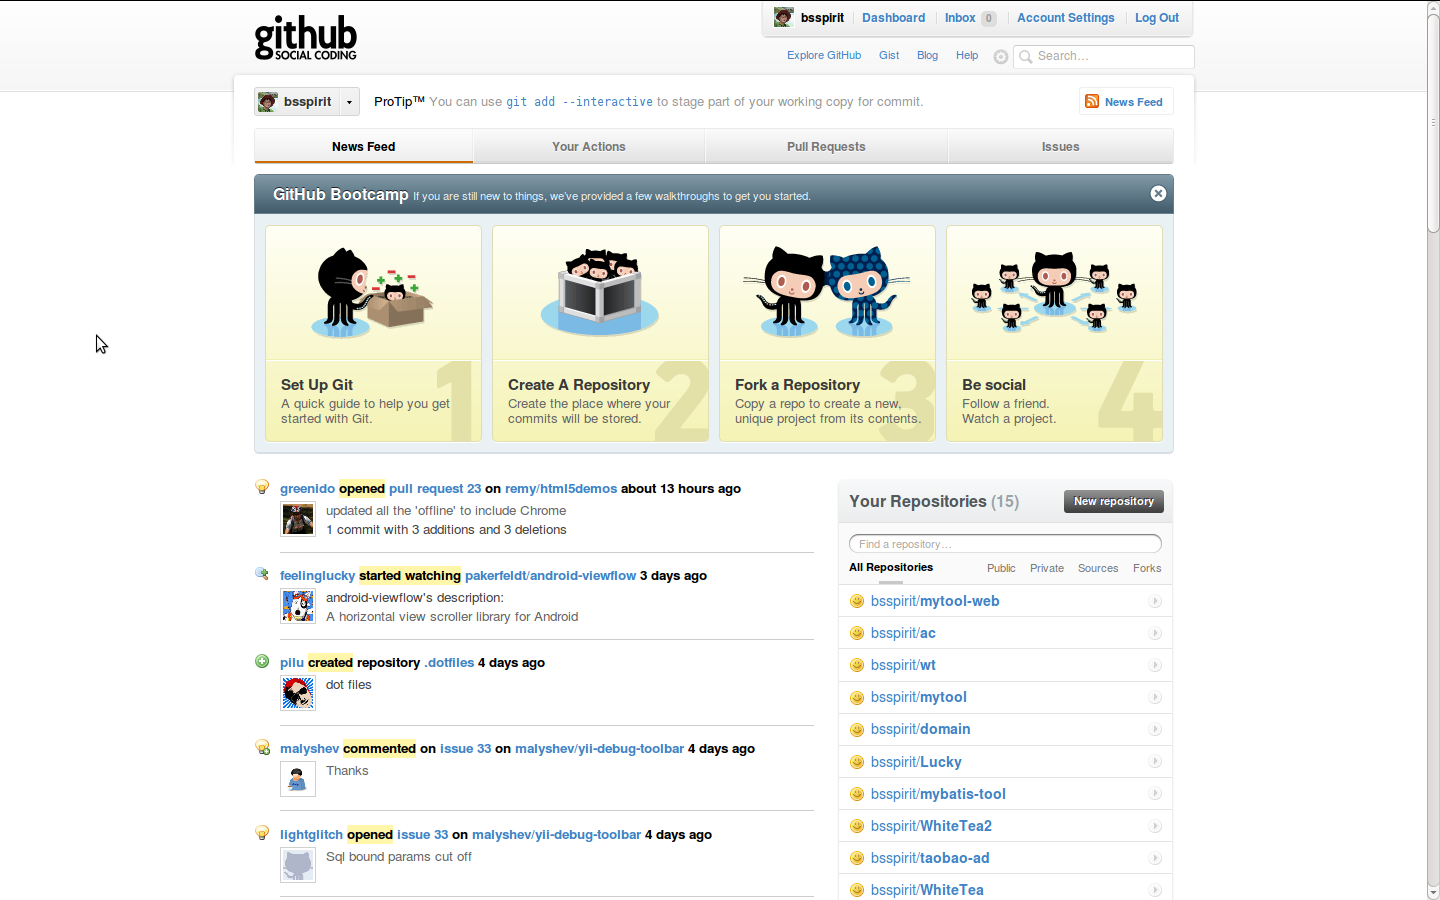 github
SOCIAL CODING
bsspirit
Dashboard
Inbox 0
Account Settings
Log Out
Explore GitHub
Gist
Blog
Help
Search...
bsspirit
ProTip™ You can use git add --interactive to stage part of your working copy for commit.
News Feed
News Feed
Your Actions
Pull Requests
Issues
GitHub Bootcamp If you are still new to things, we've provided a few walkthroughs to get you started.
1
Set Up Git
A quick guide to help you get
started with Git.
2
Create A Repository
Create the place where your
commits will be stored.
3
Fork a Repository
Copy a repo to create a new,
unique project from its contents.
4
Be social
Follow a friend.
Watch a project.
greenido opened pull request 23 on remy/html5demos about 13 hours ago
updated all the 'offline' to include Chrome
1 commit with 3 additions and 3 deletions
feelinglucky started watching pakerfeldt/android-viewflow 3 days ago
android-viewflow's description:
A horizontal view scroller library for Android
pilu created repository .dotfiles 4 days ago
dot files
malyshev commented on issue 33 on malyshev/yii-debug-toolbar 4 days ago
Thanks
lightglitch opened issue 33 on malyshev/yii-debug-toolbar 4 days ago
Sql bound params cut off
Your Repositories (15)
New repository
Find a repository...
All Repositories
Public
Private
Sources
Forks
bsspirit/mytool-web
bsspirit/ac
bsspirit/wt
bsspirit/mytool
bsspirit/domain
bsspirit/Lucky
bsspirit/mybatis-tool
bsspirit/WhiteTea2
bsspirit/taobao-ad
bsspirit/WhiteTea